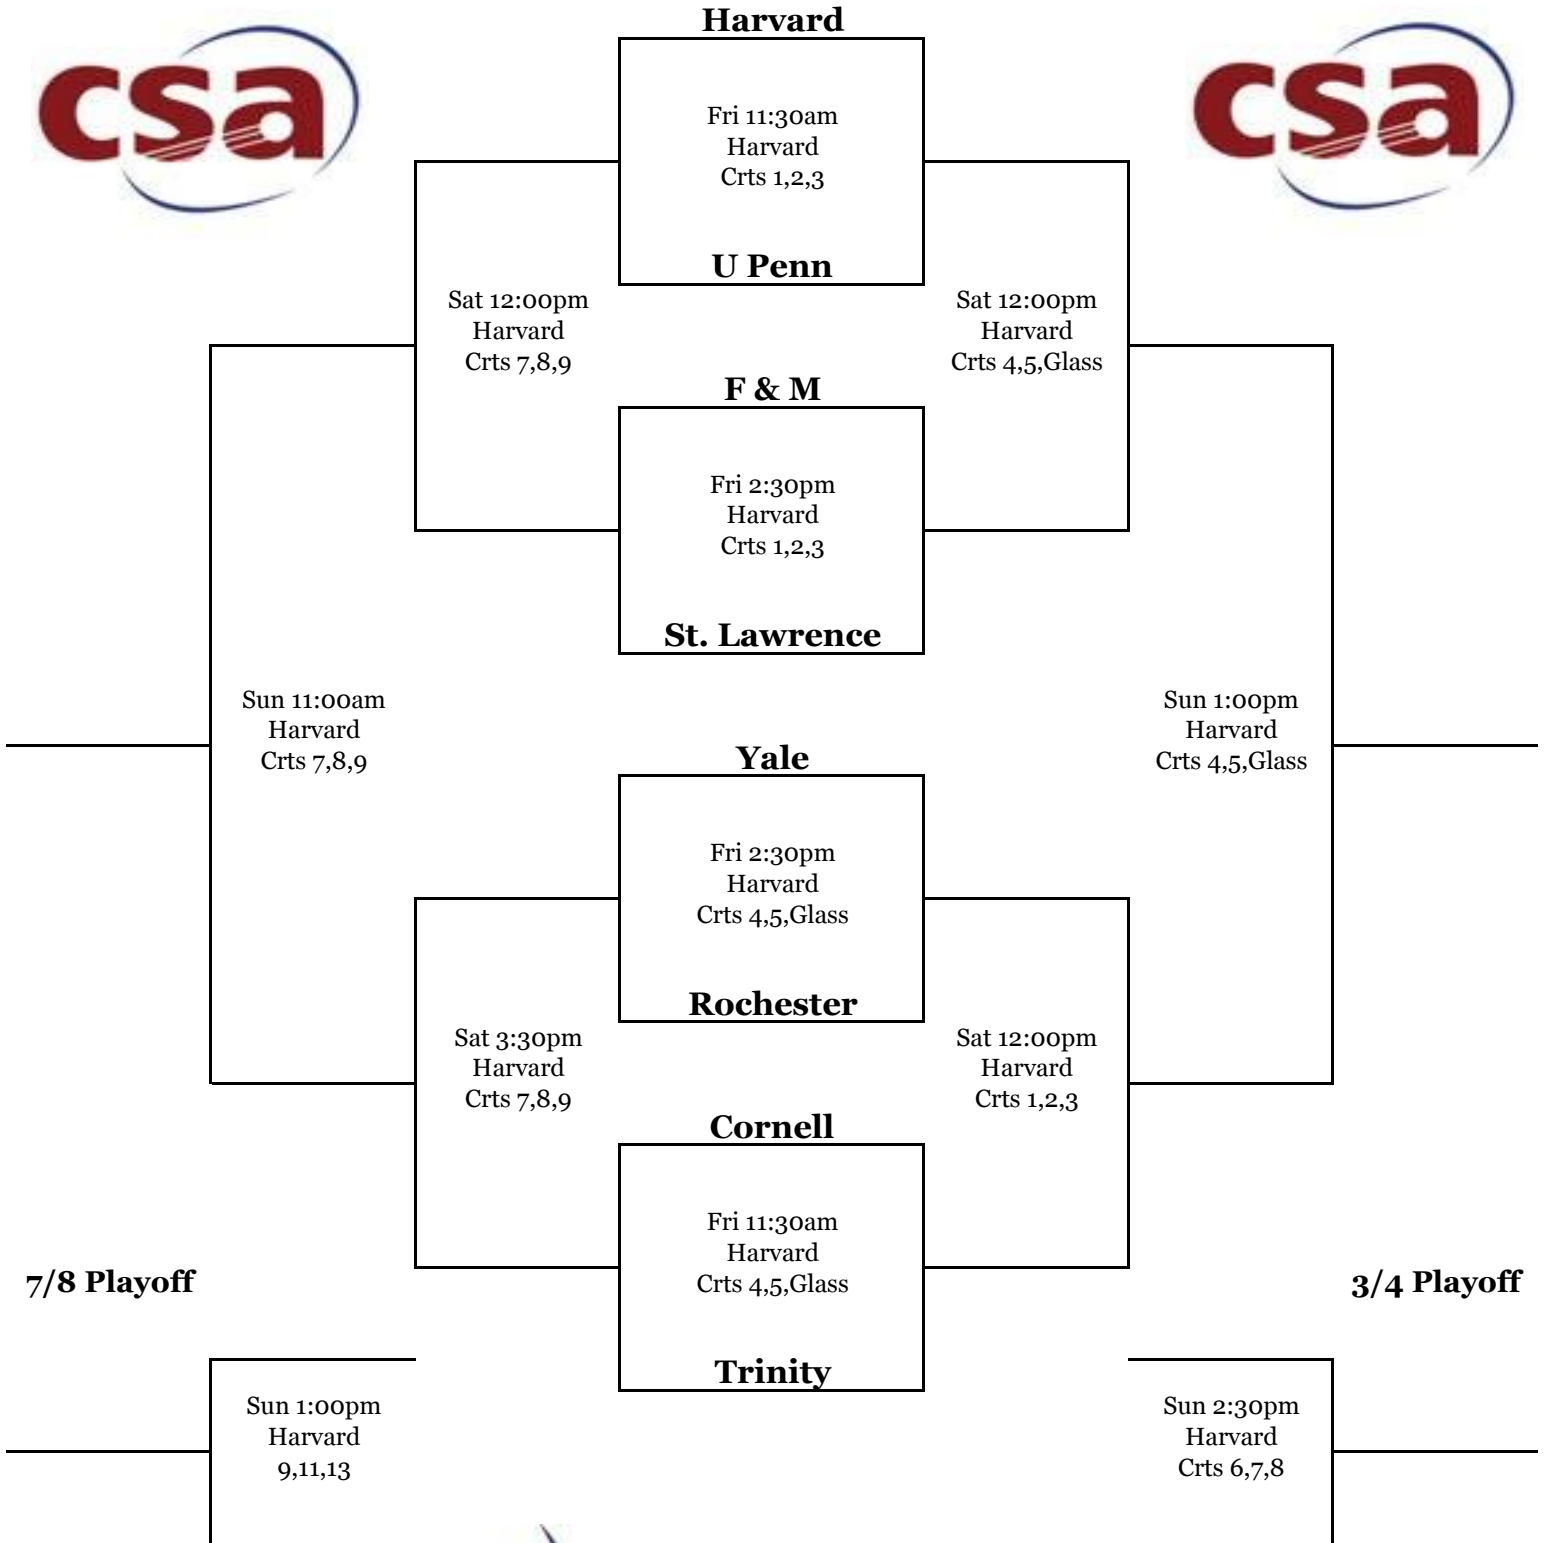 Harvard
csa
csa
Fri 11:30am
Harvard
Crts 1,2,3
U Penn
Sat 12:00pm
Harvard
Crts 7,8,9
Sat 12:00pm
Harvard
Crts 4,5,Glass
F & M
Fri 2:30pm
Harvard
Crts 1,2,3
St. Lawrence
Sun 11:00am
Harvard
Crts 7,8,9
Sun 1:00pm
Harvard
Crts 4,5,Glass
Yale
Fri 2:30pm
Harvard
Crts 4,5,Glass
Rochester
Sat 3:30pm
Harvard
Crts 7,8,9
Sat 12:00pm
Harvard
Crts 1,2,3
Cornell
Fri 11:30am
Harvard
Crts 4,5,Glass
7/8 Playoff
3/4 Playoff
Trinity
Sun 1:00pm
Harvard
9,11,13
Sun 2:30pm
Harvard
Crts 6,7,8